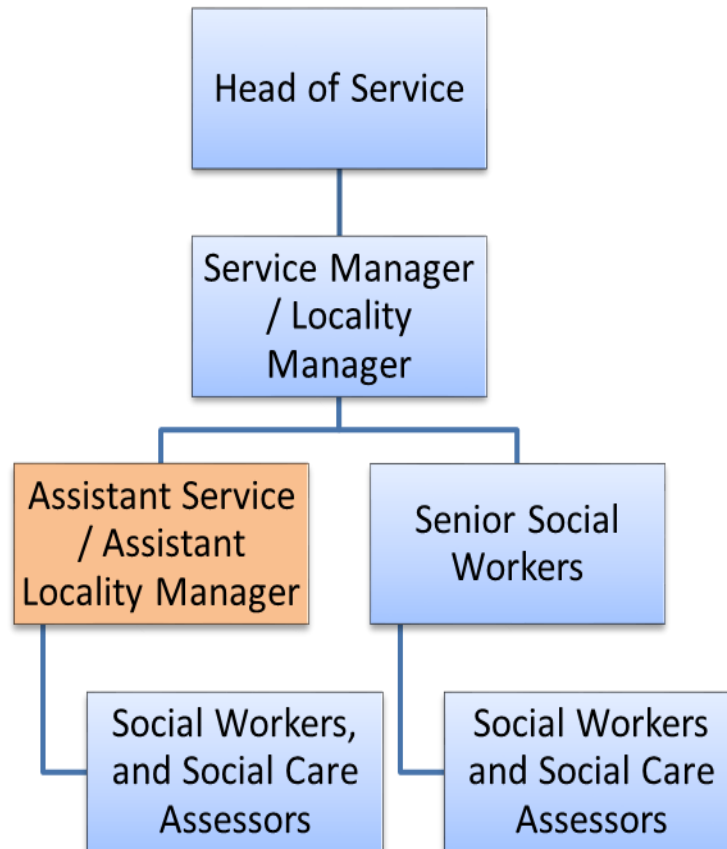 Head of Service
Service Manager
/ Locality
Manager
Assistant Service
/ Assistant
Locality Manager
Senior Social
Workers
Social Workers,
and Social Care
Assessors
Social Workers
and Social Care
Assessors